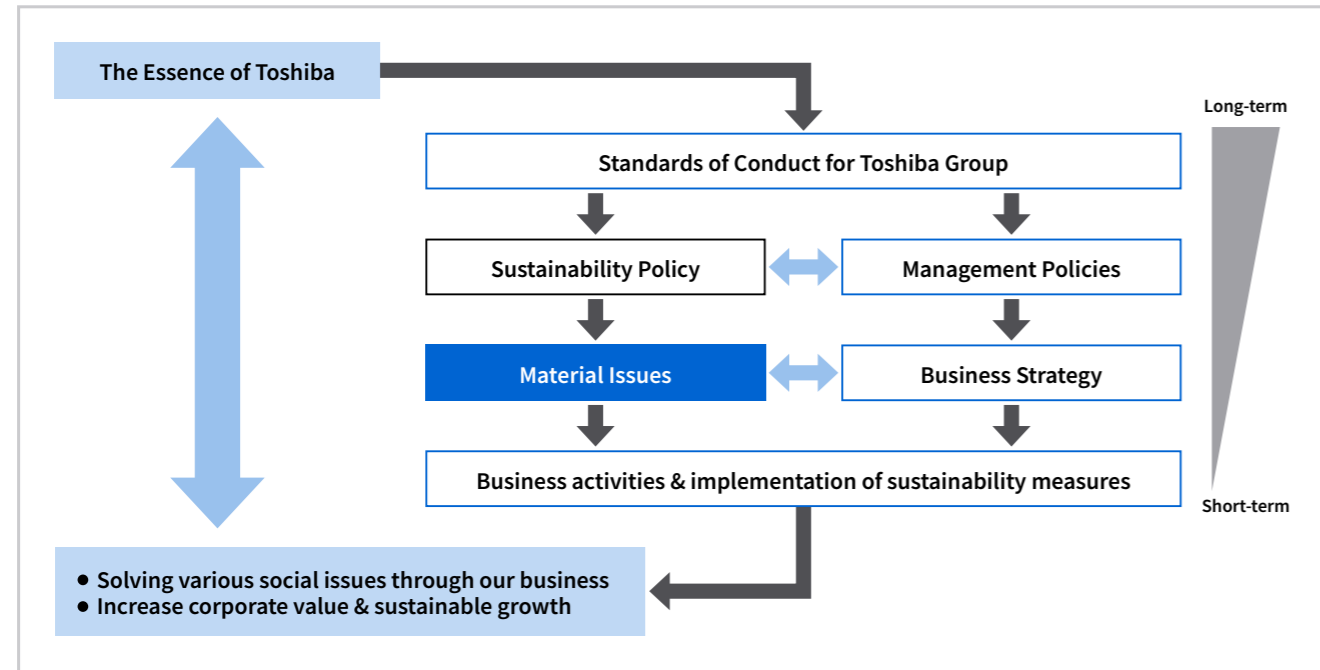 The Essence of Toshiba
Long-term
Standards of Conduct for Toshiba Group
Sustainability Policy
Management Policies
Material Issues
Business Strategy
Business activities & implementation of sustainability measures
Short-term
● Solving various social issues through our business
● Increase corporate value & sustainable growth